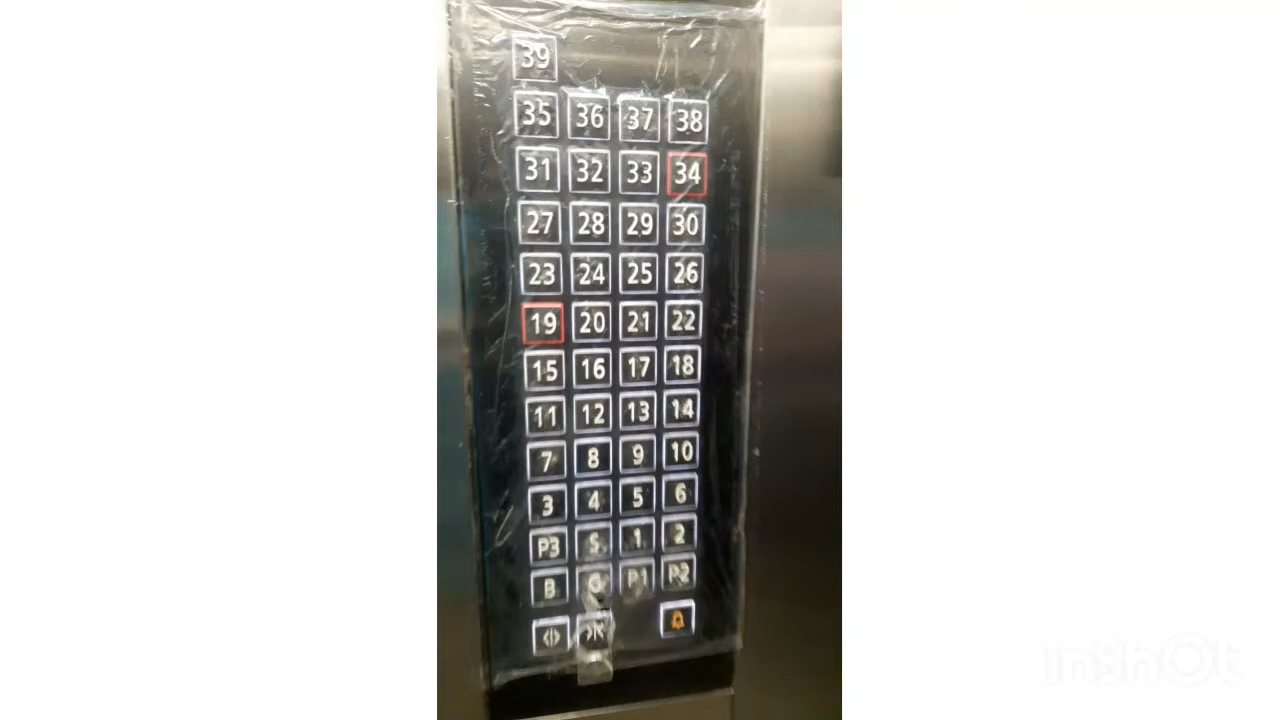 39
35 36 37 38
31 32 33 34
27 28 29 30
23 24 25 26
19 20 21 22
15 16 17 18
11 12 13 14
7 8 9 10
3 4 5 6
P3 S 1 2
B G P1 P2
InShOt